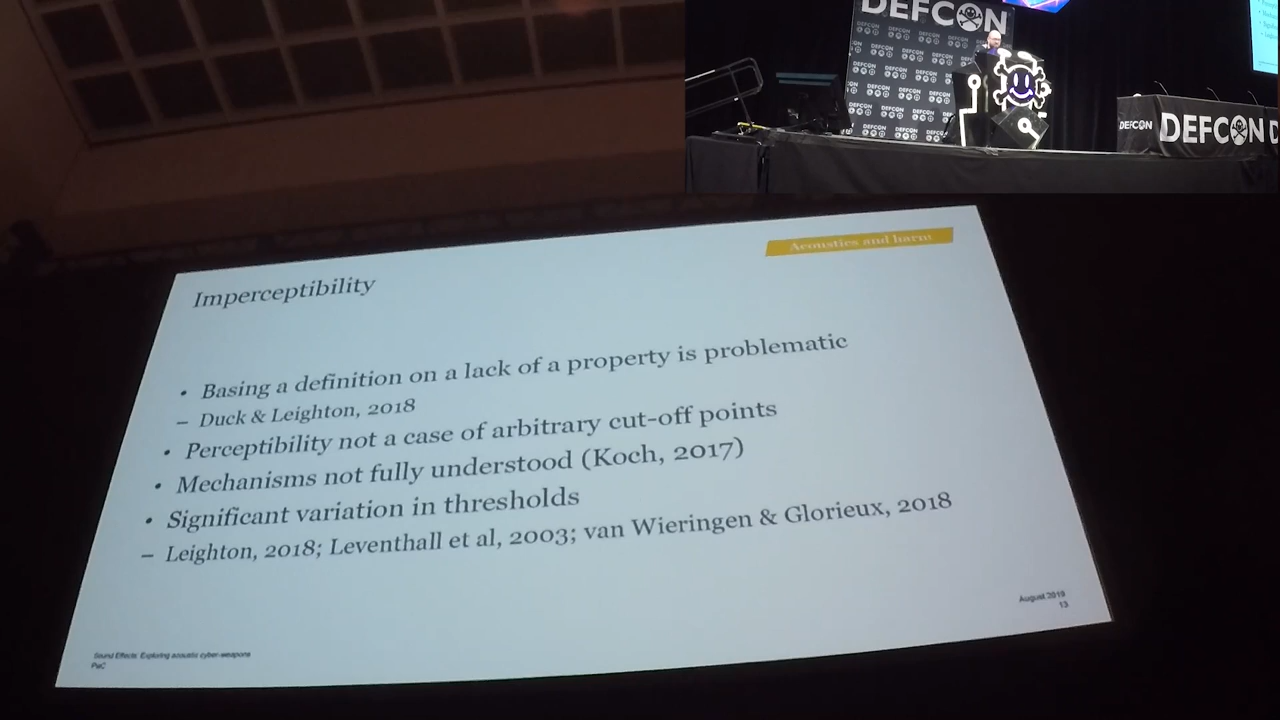 DEFCON
DEFCON
DEFCON D
Acoustics and harm
Imperceptibility
• Basing a definition on a lack of a property is problematic
– Duck & Leighton, 2018
• Perceptibility not a case of arbitrary cut-off points
• Mechanisms not fully understood (Koch, 2017)
• Significant variation in thresholds
– Leighton, 2018; Leventhall et al, 2003; van Wieringen & Glorieux, 2018
August 2019
13
Sound Effects: Exploring acoustic cyber-weapons
PwC